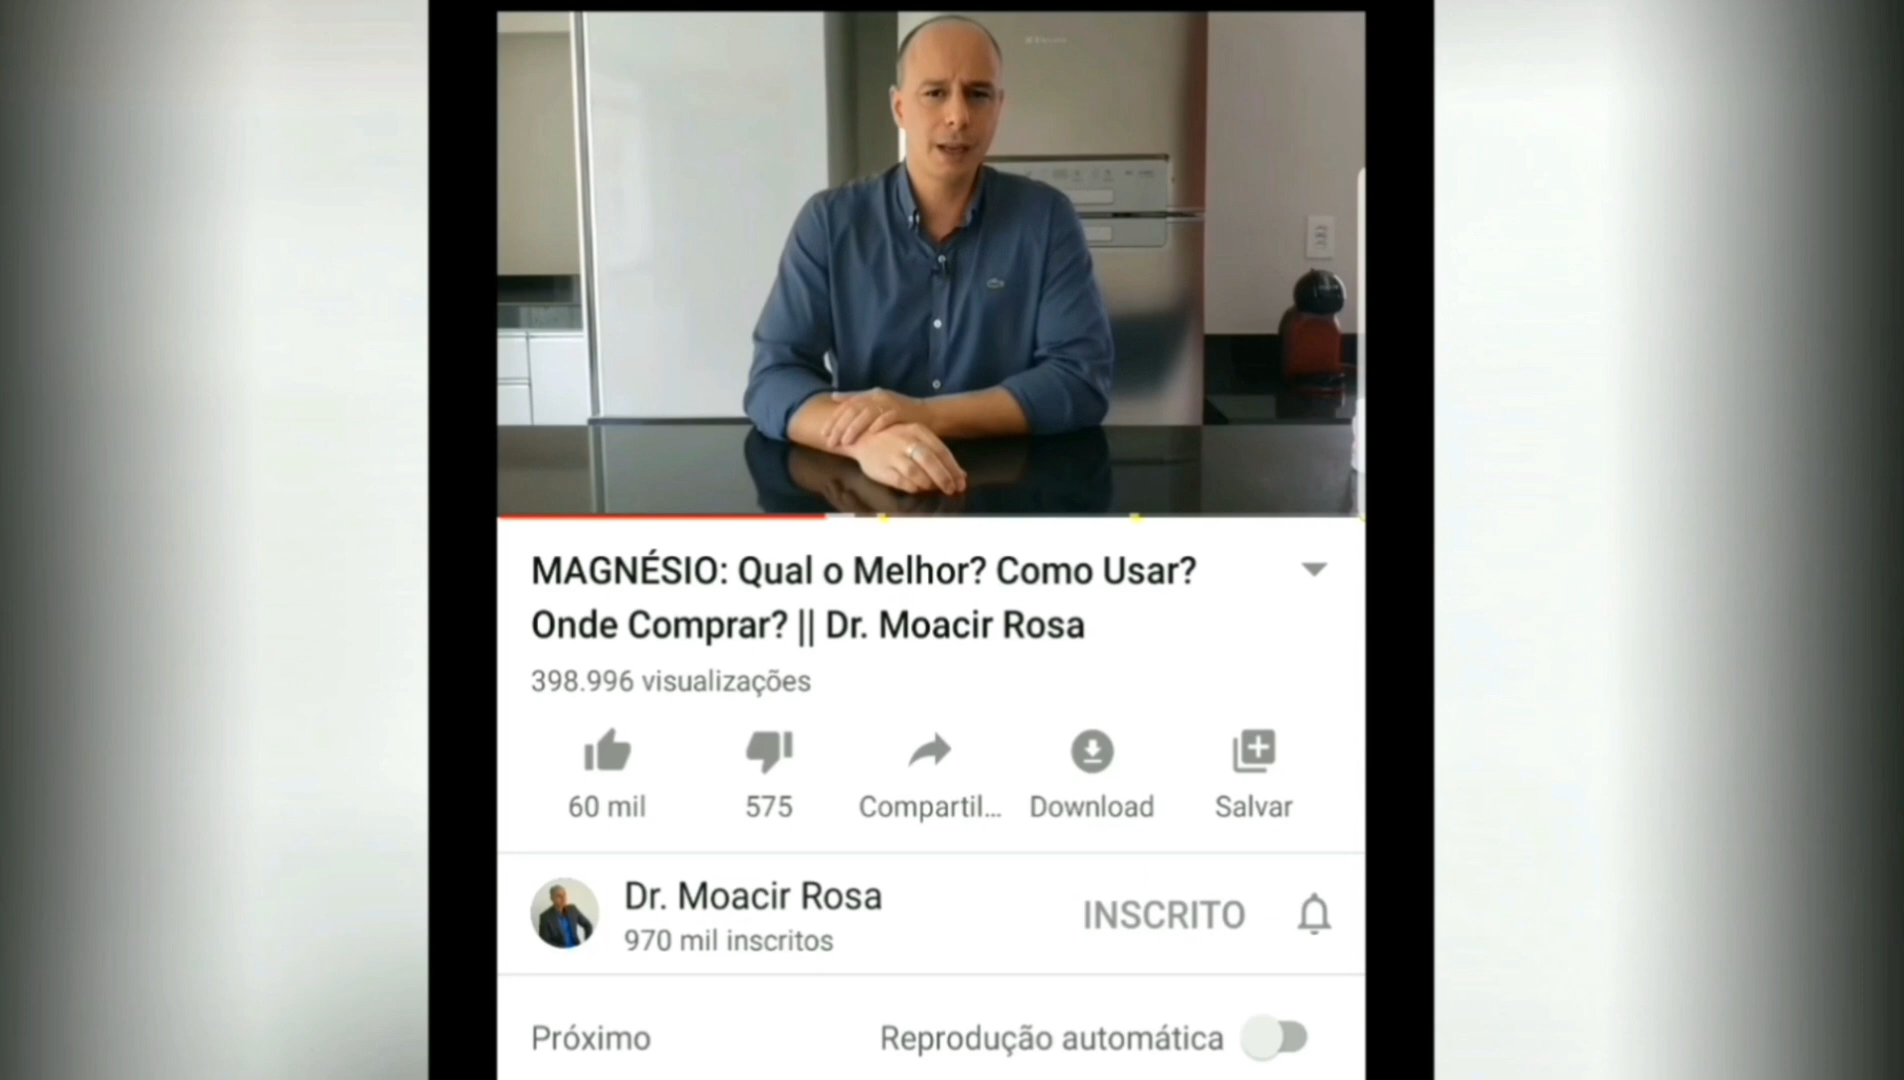 MAGNÉSIO: Qual o Melhor? Como Usar?
Onde Comprar? || Dr. Moacir Rosa
398.996 visualizações
60 mil
575
Compartil...
Download
Salvar
Dr. Moacir Rosa
970 mil inscritos
INSCRITO
Próximo
Reprodução automática